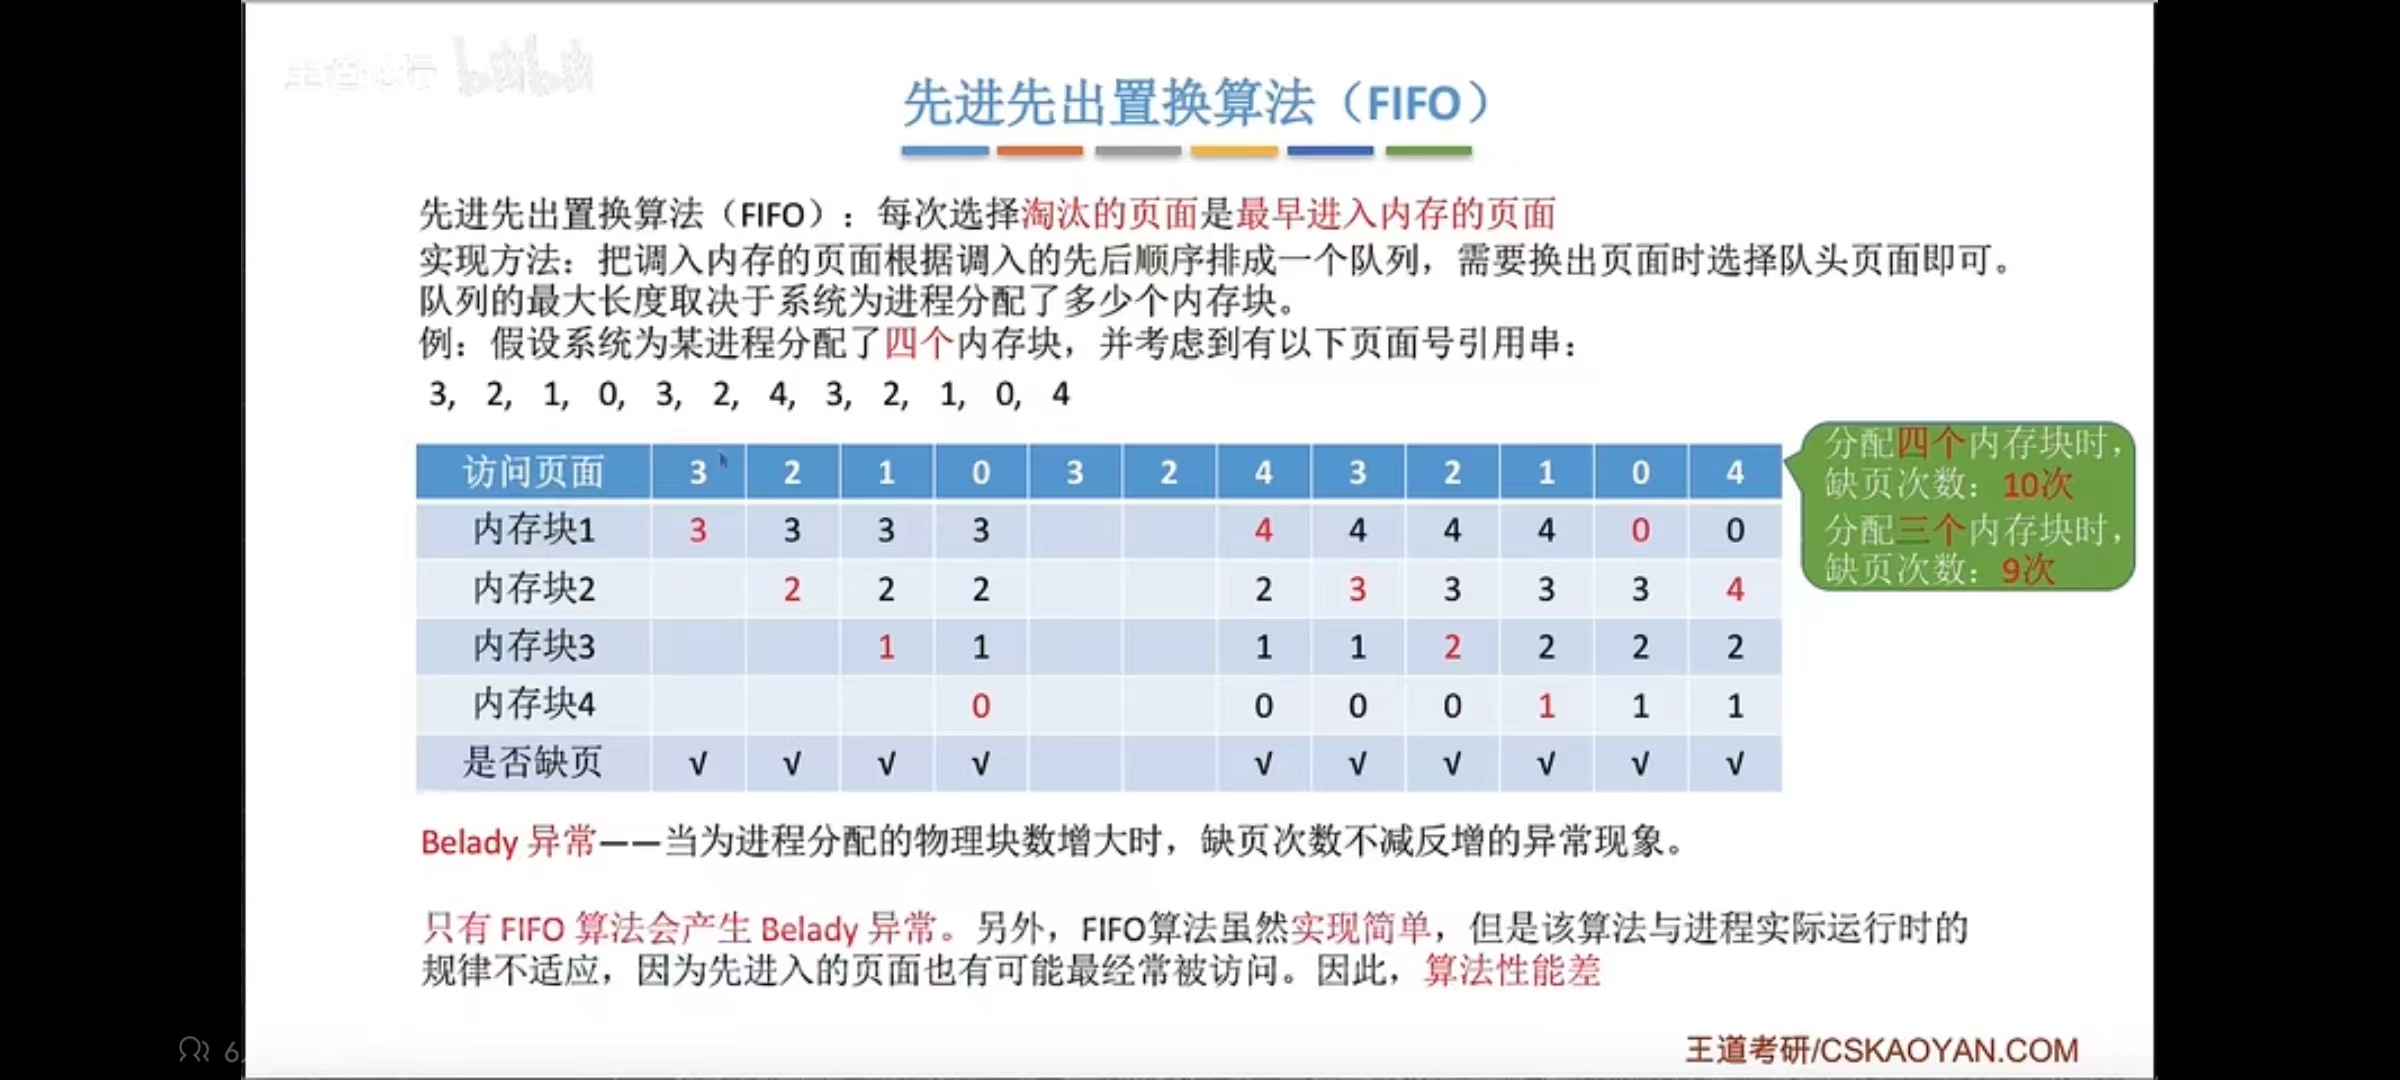 先进先出置换算法（FIFO）
先进先出置换算法（FIFO）：每次选择淘汰的页面是最早进入内存的页面
实现方法：把调入内存的页面根据调入的先后顺序排成一个队列，需要换出页面时选择队头页面即可。
队列的最大长度取决于系统为进程分配了多少个内存块。
例：假设系统为某进程分配了四个内存块，并考虑到有以下页面号引用串：
3, 2, 1, 0, 3, 2, 4, 3, 2, 1, 0, 4
访问页面 3 2 1 0 3 2 4 3 2 1 0 4
内存块1 3 3 3 3 4 4 4 4 0 0
内存块2 2 2 2 2 3 3 3 3 4
内存块3 1 1 1 1 2 2 2 2
内存块4 0 0 0 0 1 1 1
是否缺页 √ √ √ √ √ √ √ √ √ √
分配四个内存块时，
缺页次数：10次
分配三个内存块时，
缺页次数：9次
Belady 异常——当为进程分配的物理块数增大时，缺页次数不减反增的异常现象。
只有 FIFO 算法会产生 Belady 异常。另外，FIFO算法虽然实现简单，但是该算法与进程实际运行时的
规律不适应，因为先进入的页面也有可能最经常被访问。因此，算法性能差
王道考研/CSKAOYAN.COM